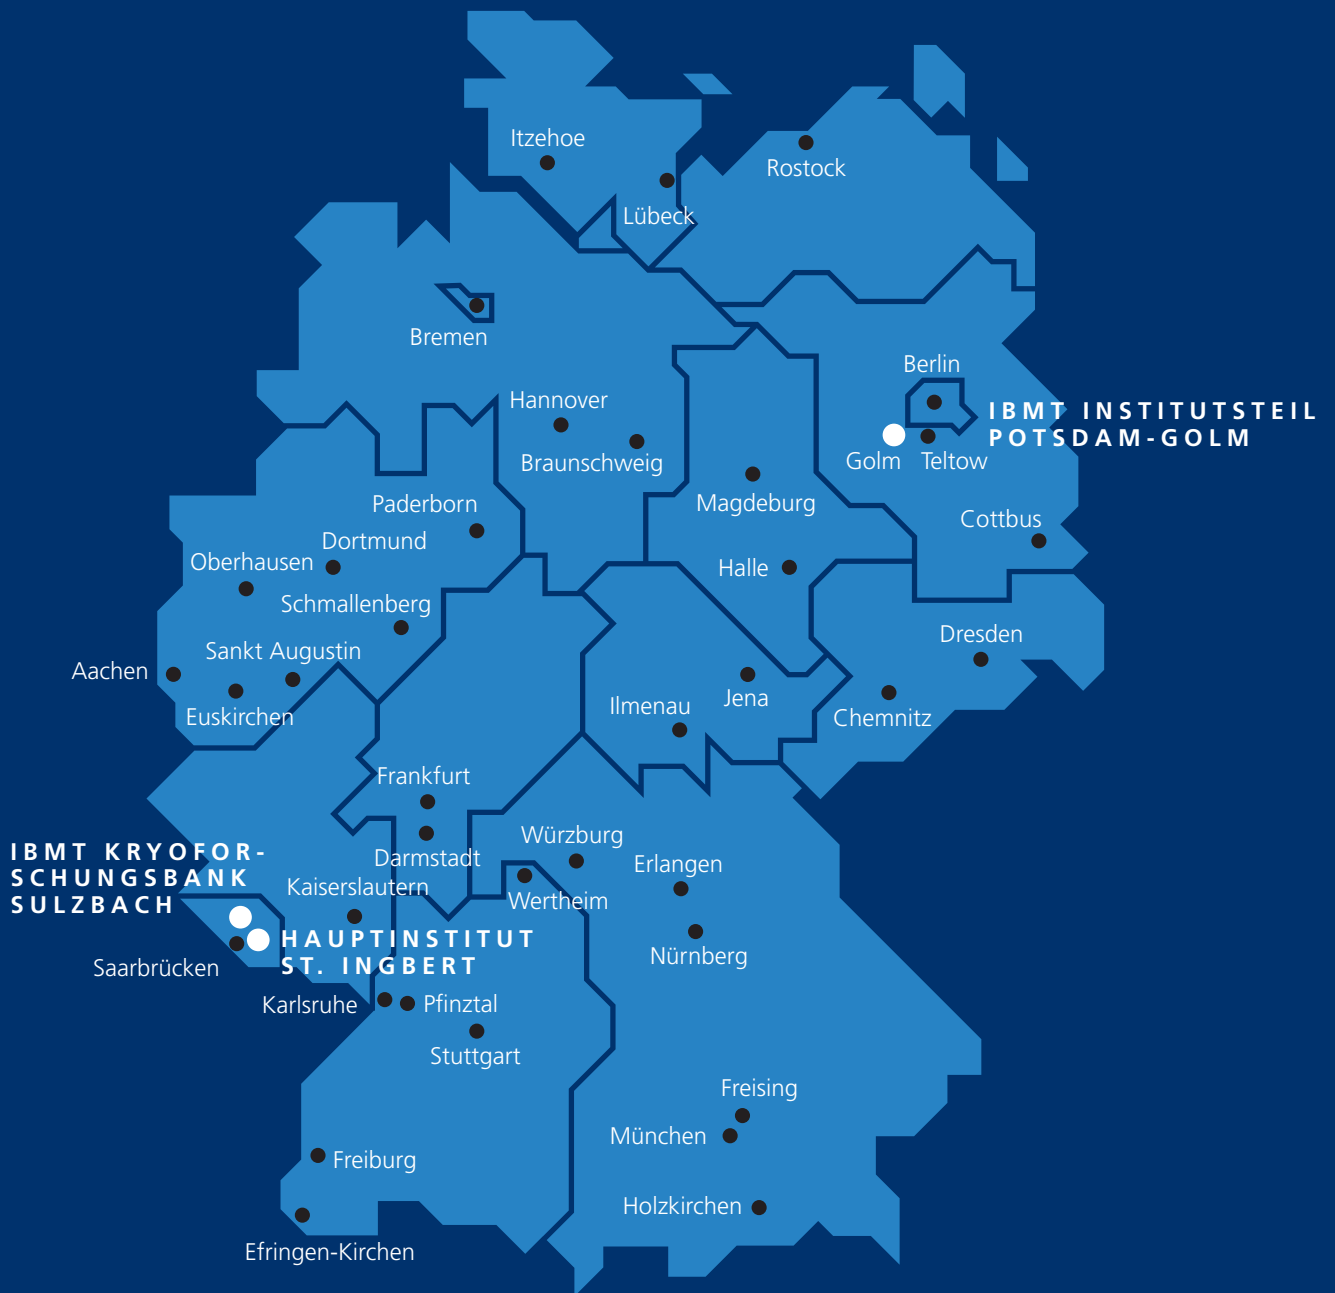 Itzehoe
Rostock
Lübeck
Bremen
Berlin
Hannover
IBMT INSTITUTSTEIL
POTSDAM-GOLM
Braunschweig
Golm
Teltow
Magdeburg
Paderborn
Cottbus
Dortmund
Oberhausen
Halle
Schmallenberg
Dresden
Sankt Augustin
Aachen
Jena
Ilmenau
Euskirchen
Chemnitz
Frankfurt
Würzburg
IBMT KRYOFOR-
SCHUNGSBANK
SULZBACH
Darmstadt
Erlangen
Kaiserslautern
Wertheim
HAUPTINSTITUT
ST. INGBERT
Nürnberg
Saarbrücken
Karlsruhe
Pfinztal
Stuttgart
Freising
München
Freiburg
Holzkirchen
Efringen-Kirchen